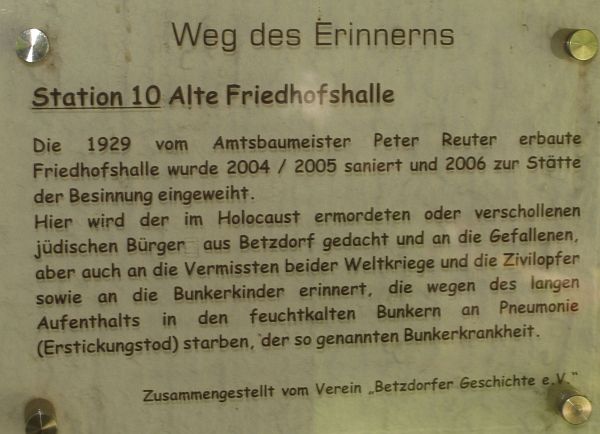 Weg des Erinnerns
Station 10 Alte Friedhofshalle
Die 1929 vom Amtsbaumeister Peter Reuter erbaute
Friedhofshalle wurde 2004 / 2005 saniert und 2006 zur Stätte
der Besinnung eingeweiht.
Hier wird der im Holocaust ermordeten oder verschollenen
jüdischen Bürger aus Betzdorf gedacht und an die Gefallenen,
aber auch an die Vermissten beider Weltkriege und die Zivilopfer
sowie an die Bunkerkinder erinnert, die wegen des langen
Aufenthalts in den feuchtkalten Bunkern an Pneumonie
(Erstickungstod) starben, der so genannten Bunkerkrankheit.
Zusammengestellt vom Verein „Betzdorfer Geschichte e.V.“